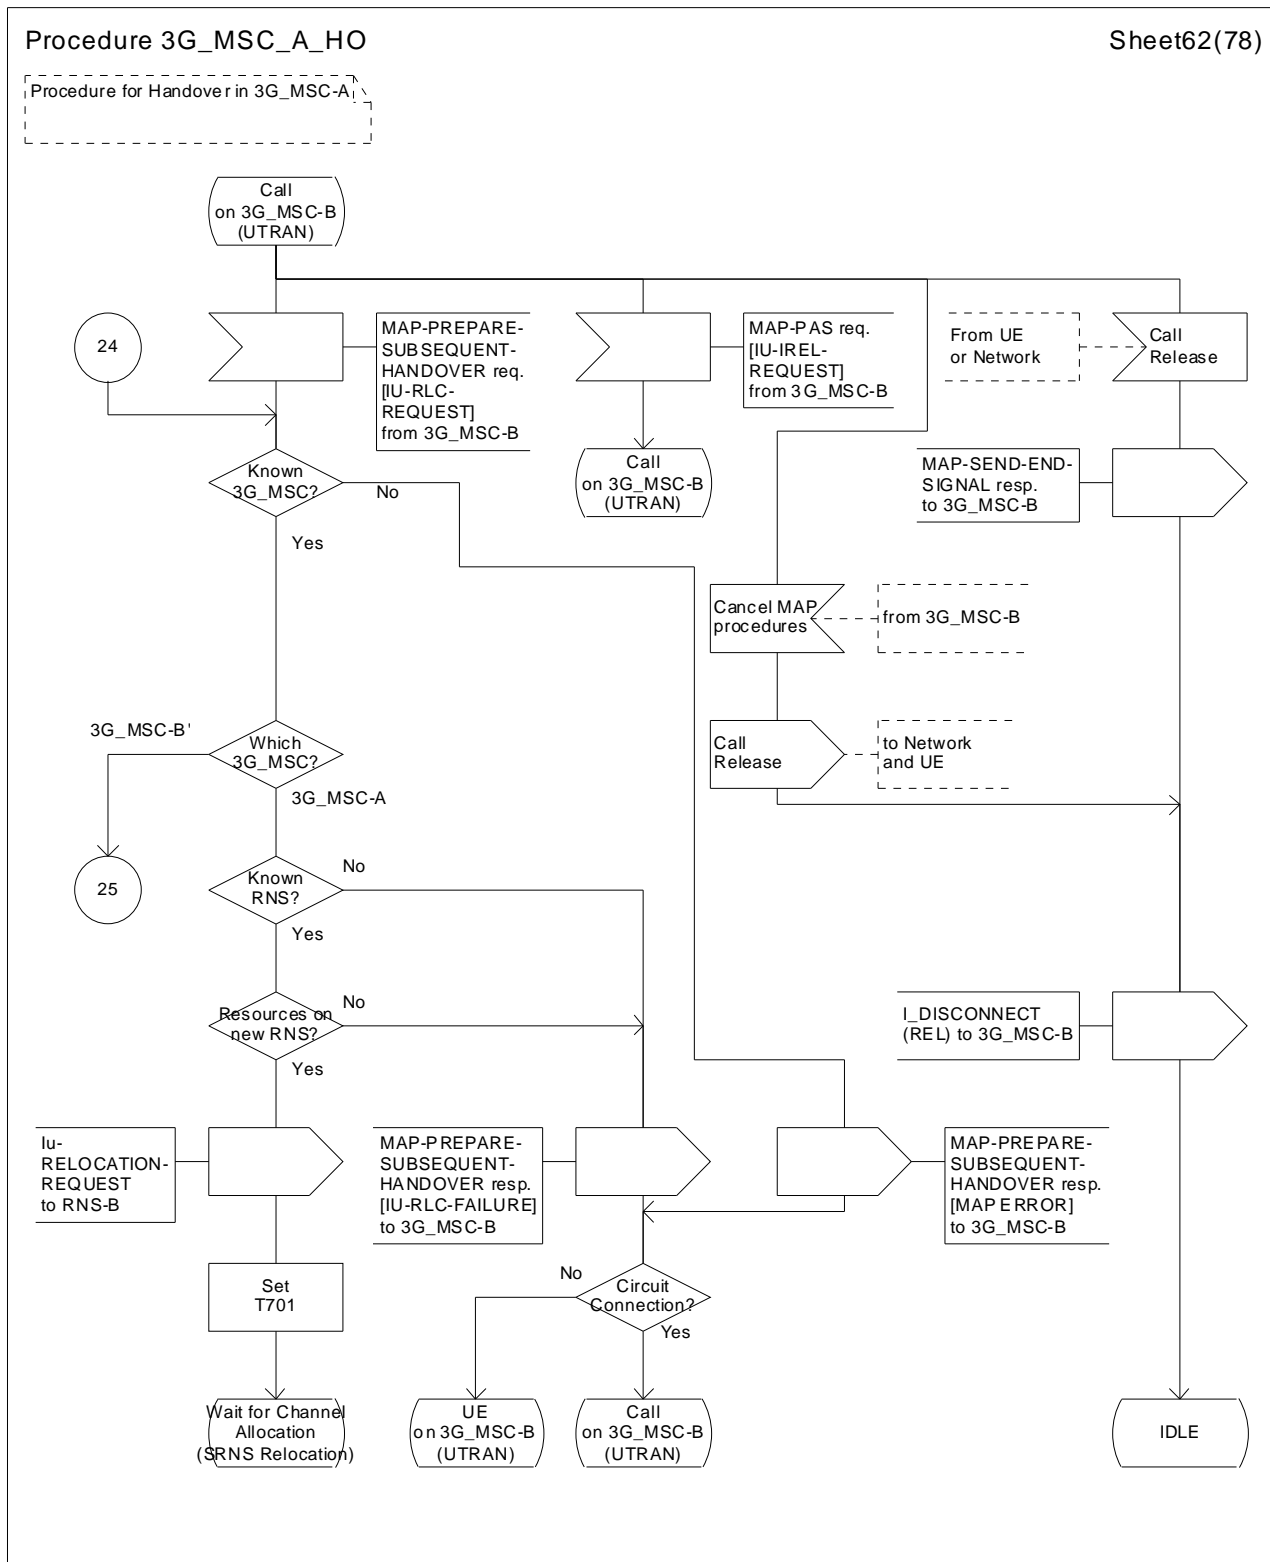 Procedure 3G_MSC_A_HO
Sheet62(78)
Procedure for Handover in 3G_MSC-A
Call
on 3G_MSC-B
(UTRAN)
24
MAP-PREPARE-
SUBSEQUENT-
HANDOVER req.
[IU-RLC-
REQUEST]
from 3G_MSC-B
MAP-PAS req.
[IU-IREL-
REQUEST]
from 3G_MSC-B
From UE
or Network
Call
Release
Known
3G_MSC?
No
Yes
Call
on 3G_MSC-B
(UTRAN)
MAP-SEND-END-
SIGNAL resp.
to 3G_MSC-B
Cancel MAP
procedures
from 3G_MSC-B
3G_MSC-B'
Which
3G_MSC?
3G_MSC-A
Call
Release
to Network
and UE
25
Known
RNS?
No
Yes
Resources on
new RNS?
No
Yes
I_DISCONNECT
(REL) to 3G_MSC-B
Iu-
RELOCATION-
REQUEST
to RNS-B
MAP-PREPARE-
SUBSEQUENT-
HANDOVER resp.
[IU-RLC-FAILURE]
to 3G_MSC-B
MAP-PREPARE-
SUBSEQUENT-
HANDOVER resp.
[MAP ERROR]
to 3G_MSC-B
Set
T701
No
Circuit
Connection?
Yes
Wait for Channel
Allocation
(SRNS Relocation)
UE
on 3G_MSC-B
(UTRAN)
Call
on 3G_MSC-B
(UTRAN)
IDLE